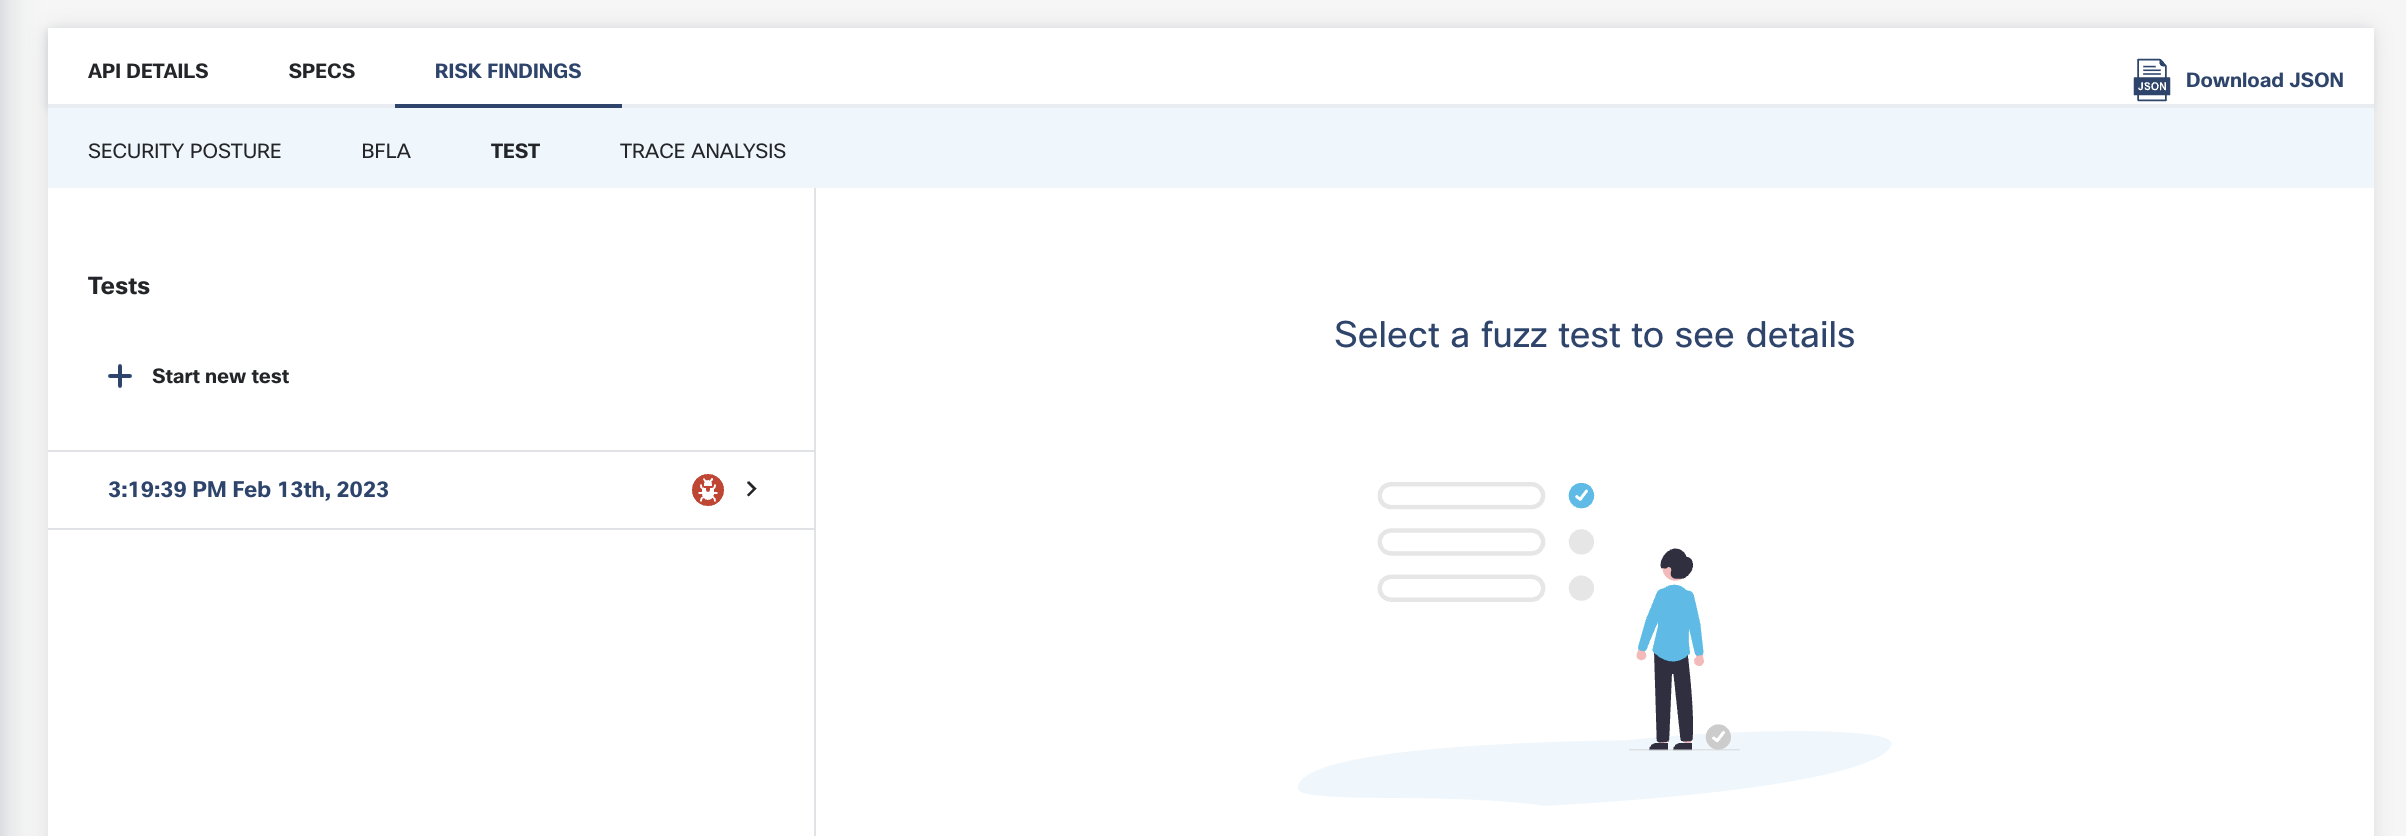 API DETAILS SPECS RISK FINDINGS
JSON Download JSON
SECURITY POSTURE BFLA TEST TRACE ANALYSIS
Tests
Start new test
3:19:39 PM Feb 13th, 2023
Select a fuzz test to see details